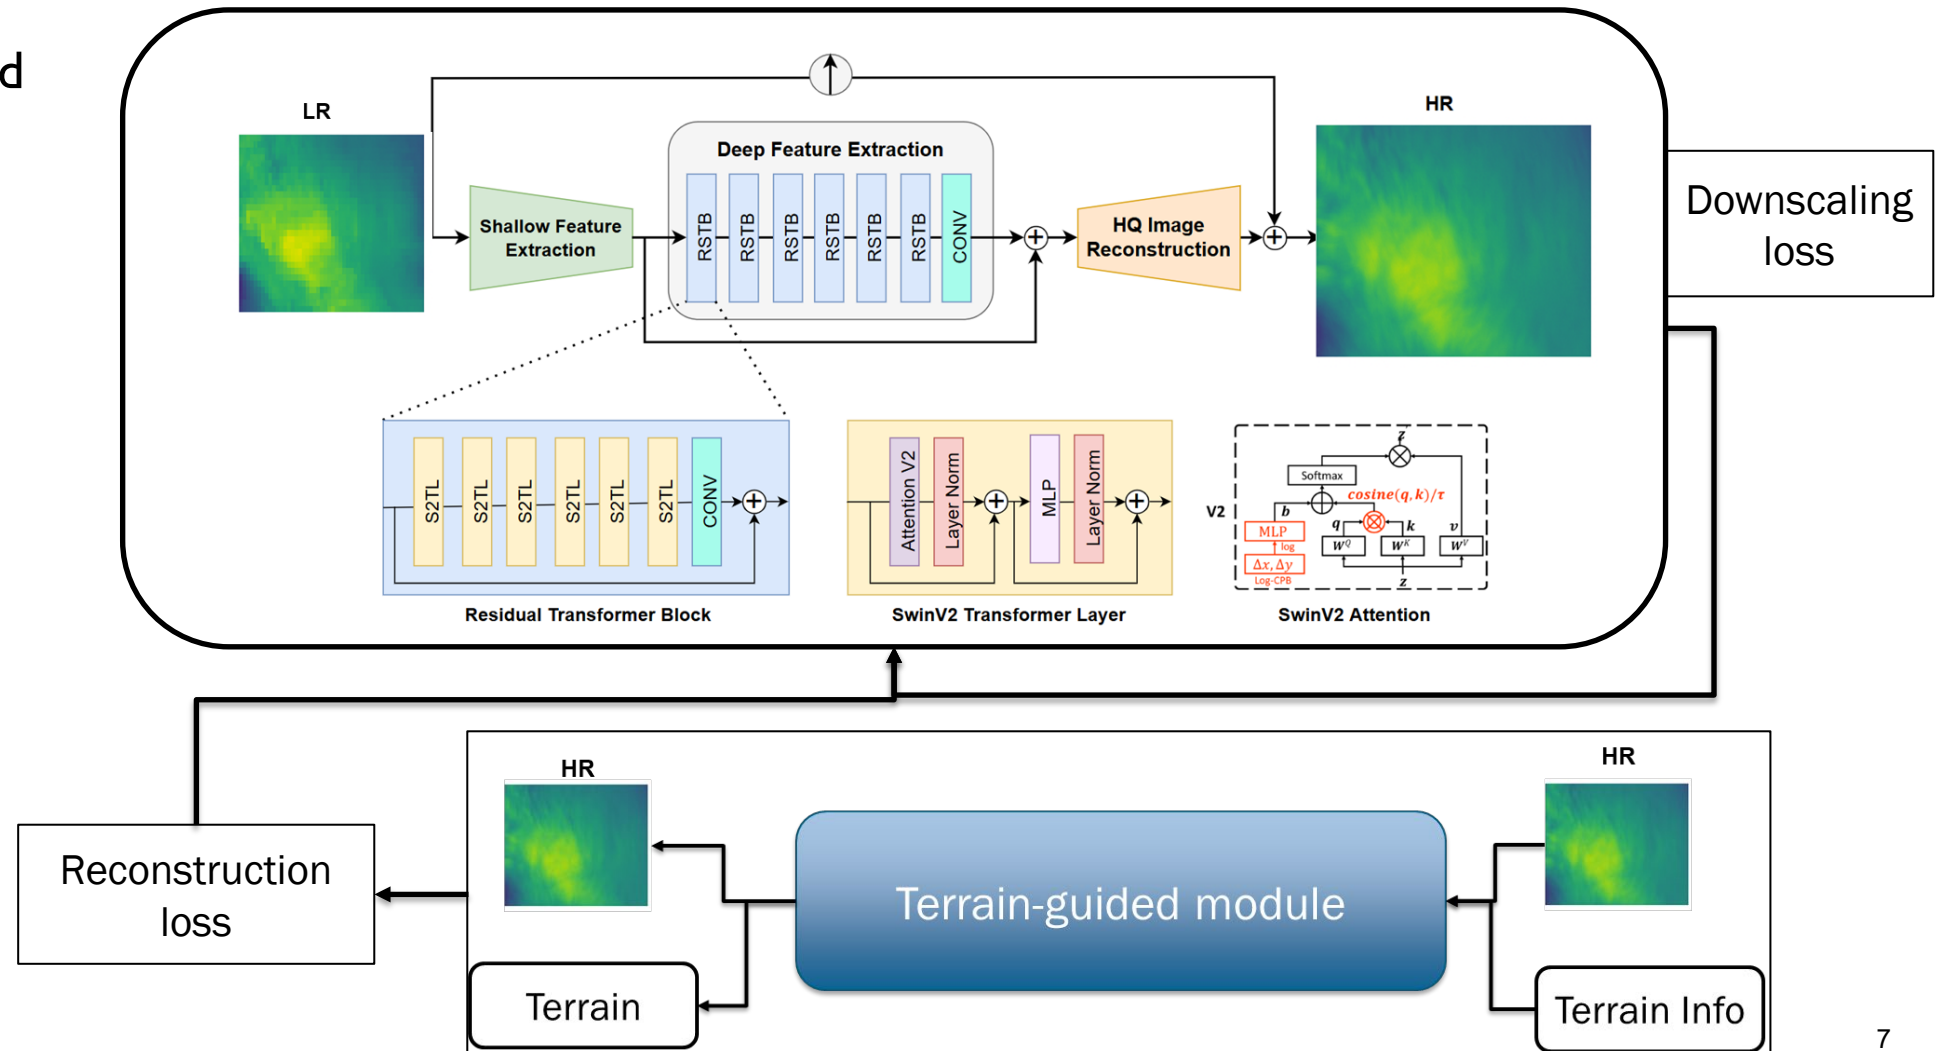 d
LR
HR
Deep Feature Extraction
Shallow Feature
Extraction
RSTB
RSTB
RSTB
RSTB
RSTB
RSTB
CONV
HQ Image
Reconstruction
Downscaling
loss
S2TL
S2TL
S2TL
S2TL
S2TL
S2TL
CONV
Residual Transformer Block
Attention V2
Layer Norm
MLP
Layer Norm
SwinV2 Transformer Layer
V2
z
Softmax
cosine(q, k)/τ
b
q
k
v
MLP
log
Δx, Δy
Log-CPB
W^Q
W^K
W^V
z
SwinV2 Attention
HR
HR
Reconstruction
loss
Terrain-guided module
Terrain
Terrain Info
7